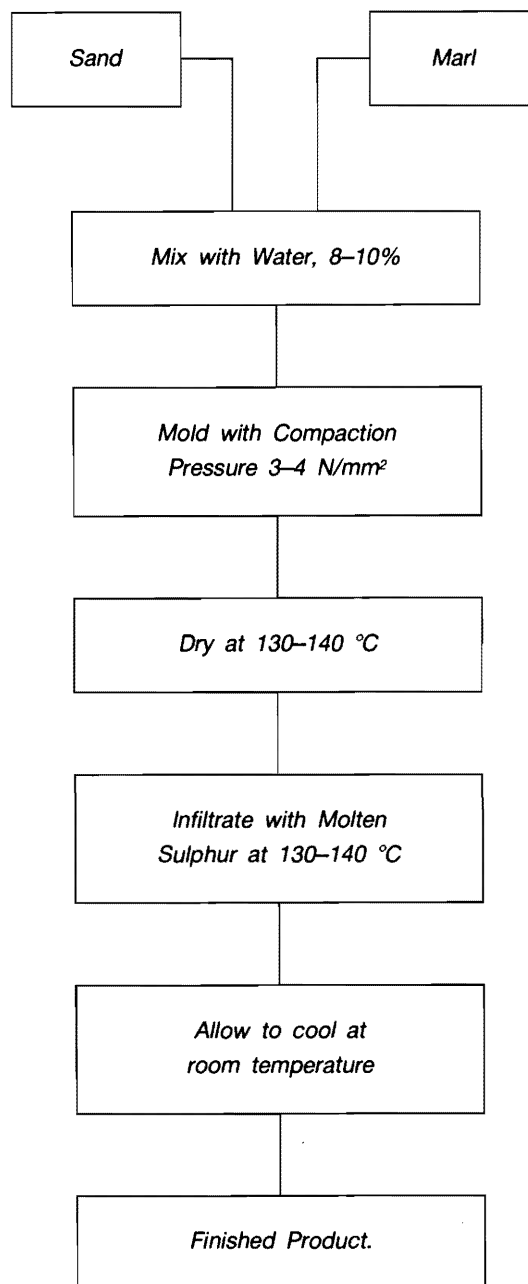 Sand
Marl
Mix with Water, 8–10%
Mold with Compaction
Pressure 3–4 N/mm²
Dry at 130–140 °C
Infiltrate with Molten
Sulphur at 130–140 °C
Allow to cool at
room temperature
Finished Product.